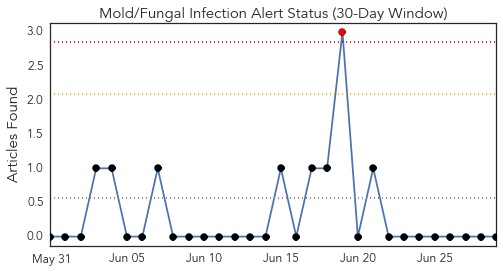 Mold/Fungal Infection Alert Status (30-Day Window)
Articles Found
3.0
2.5
2.0
1.5
1.0
0.5
0.0
May 31
Jun 05
Jun 10
Jun 15
Jun 20
Jun 25